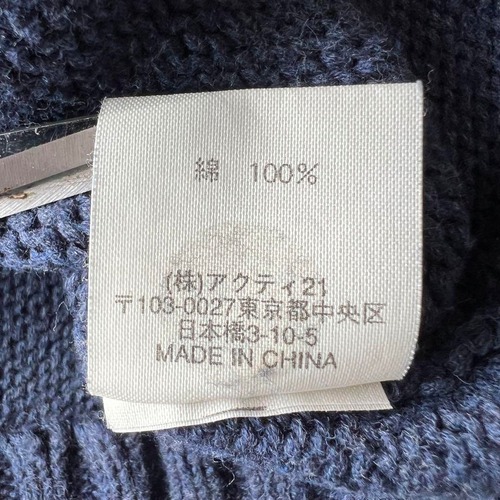 綿 100%
(株)アクティ21
〒103-0027東京都中央区
日本橋3-10-5
MADE IN CHINA